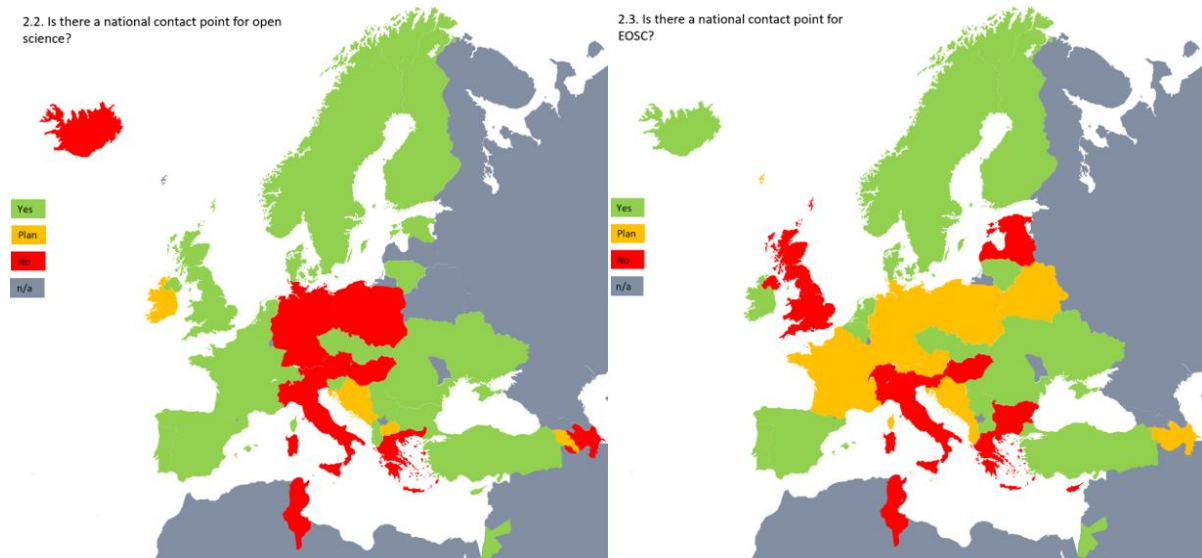 2.2. Is there a national contact point for open
science?
Yes
Plan
No
n/a
2.3. Is there a national contact point for
EOSC?
Yes
Plan
No
n/a